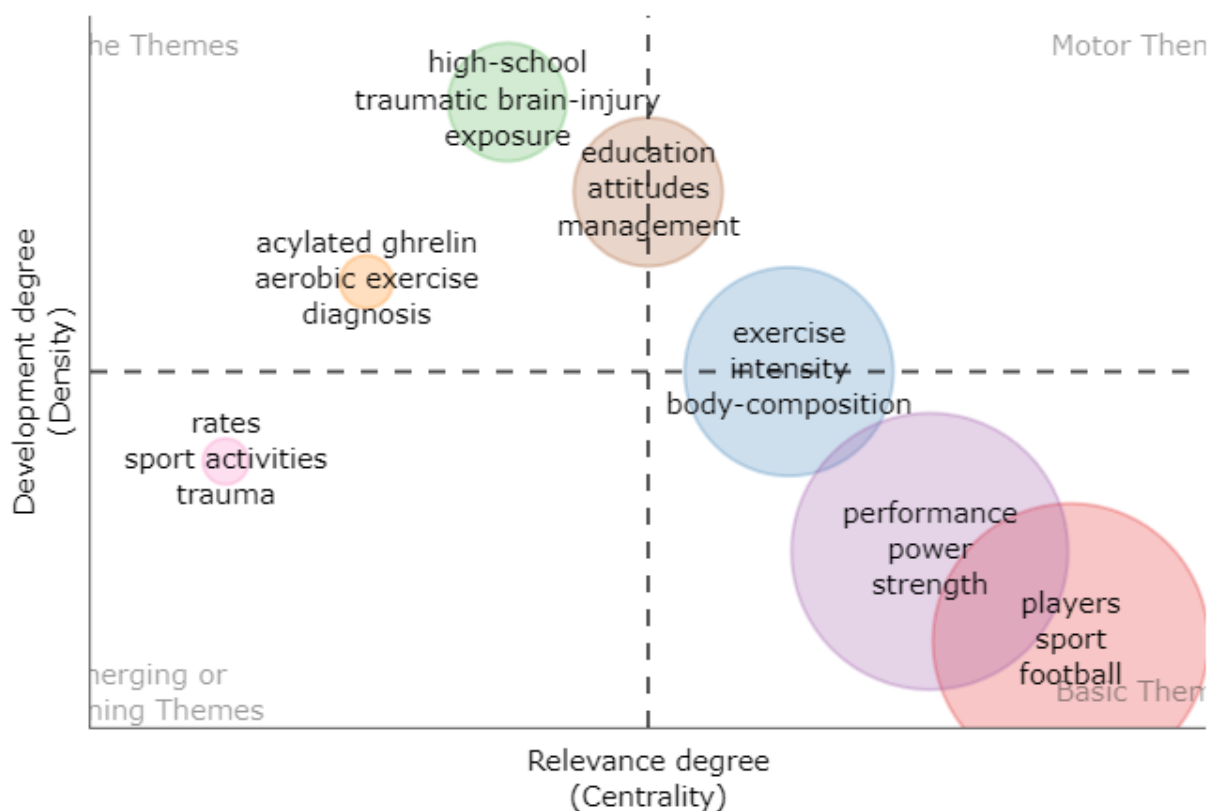 he Themes
Motor Then
high-school
traumatic brain-injury
exposure
education
attitudes
management
acylated ghrelin
aerobic exercise
diagnosis
exercise
intensity
body-composition
rates
sport activities
trauma
performance
power
strength
players
sport
football
nerging or
ning Themes
Basic Them
Development degree
(Density)
Relevance degree
(Centrality)